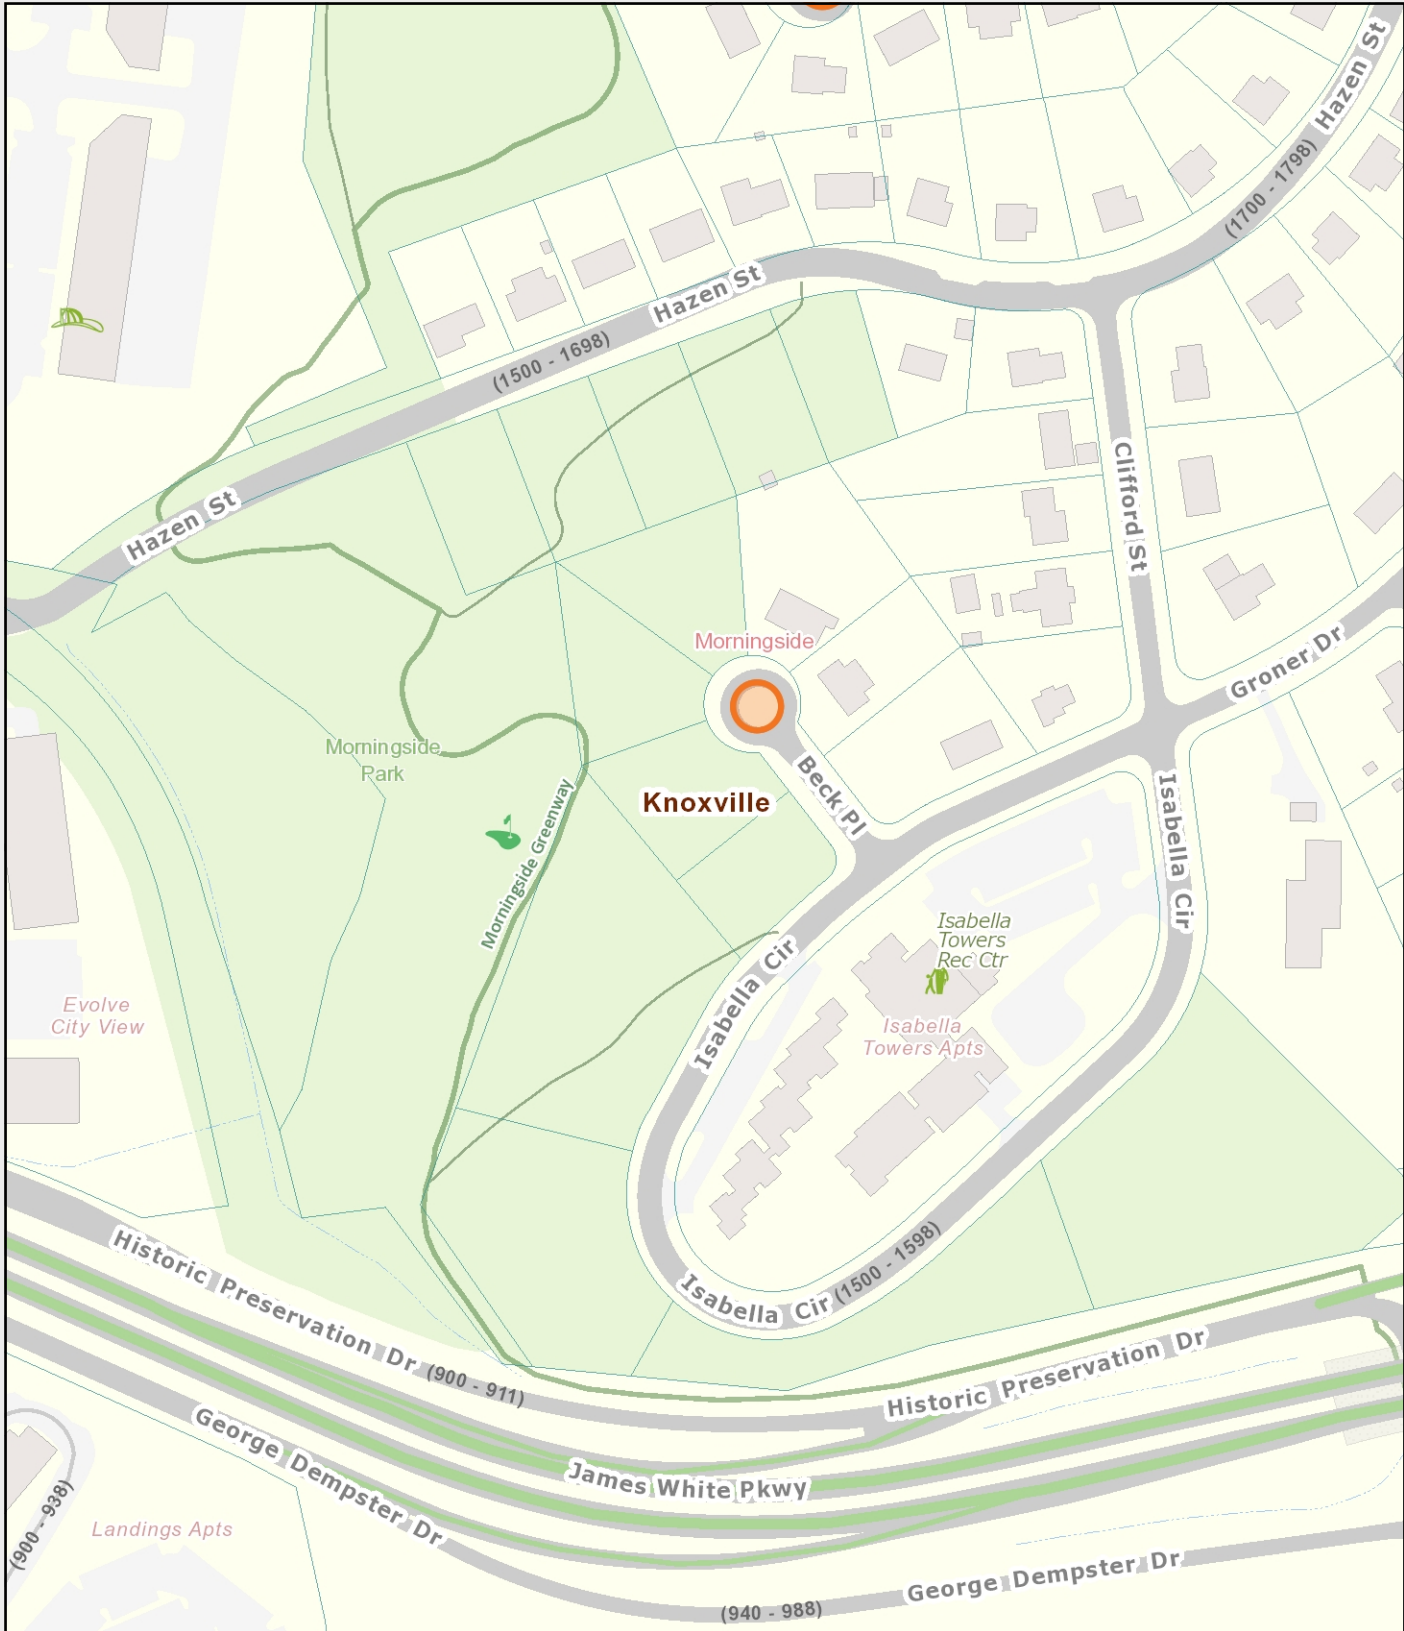 Hazen St
(1700 - 1798)
Hazen St
(1500 - 1698)
Hazen St
Clifford St
Morningside
Groner Dr
Morningside
Park
Beck Pl
Knoxville
Morningside Greenway
Isabella Cir
Isabella
Towers
Rec Ctr
Isabella Cir
Evolve
City View
Isabella
Towers Apts
Historic Preservation Dr (900 - 911)
Isabella Cir (1500 - 1598)
Historic Preservation Dr
George Dempster Dr
James White Pkwy
(900 - 938)
Landings Apts
George Dempster Dr
(940 - 988)